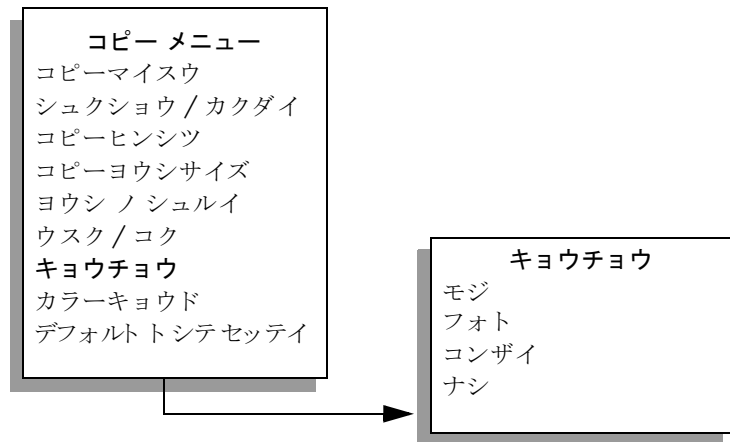 コピー メニュー
コピーマイスウ
シュクショウ / カクダイ
コピーヒンシツ
コピーヨウシサイズ
ヨウシ ノ シュルイ
ウスク / コク
キョウチョウ
カラーキョウド
デフォルト ト シテ セッテイ
キョウチョウ
モジ
フォト
コンザイ
ナシ